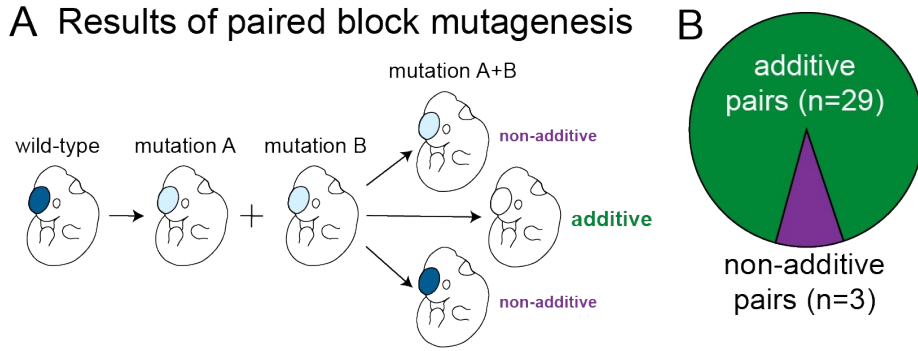 A Results of paired block mutagenesis
mutation A+B
non-additive
wild-type
mutation A
+
mutation B
additive
non-additive
B
additive
pairs (n=29)
non-additive
pairs (n=3)